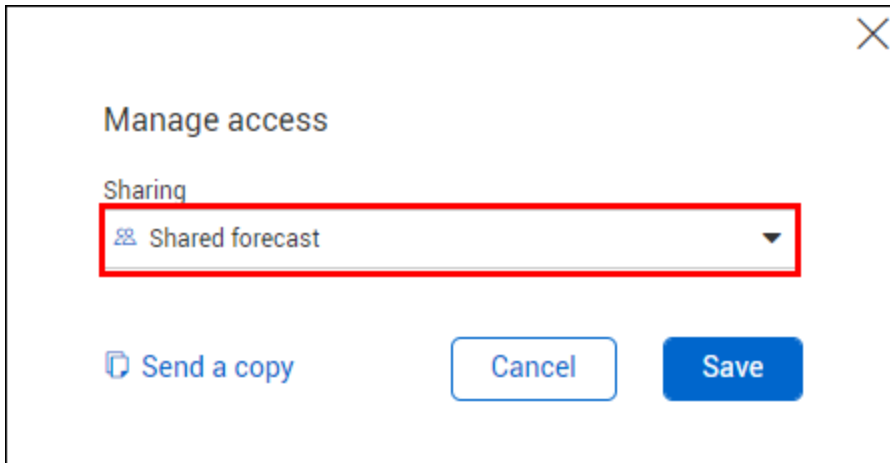 Manage access
Sharing
Shared forecast
Send a copy
Cancel
Save